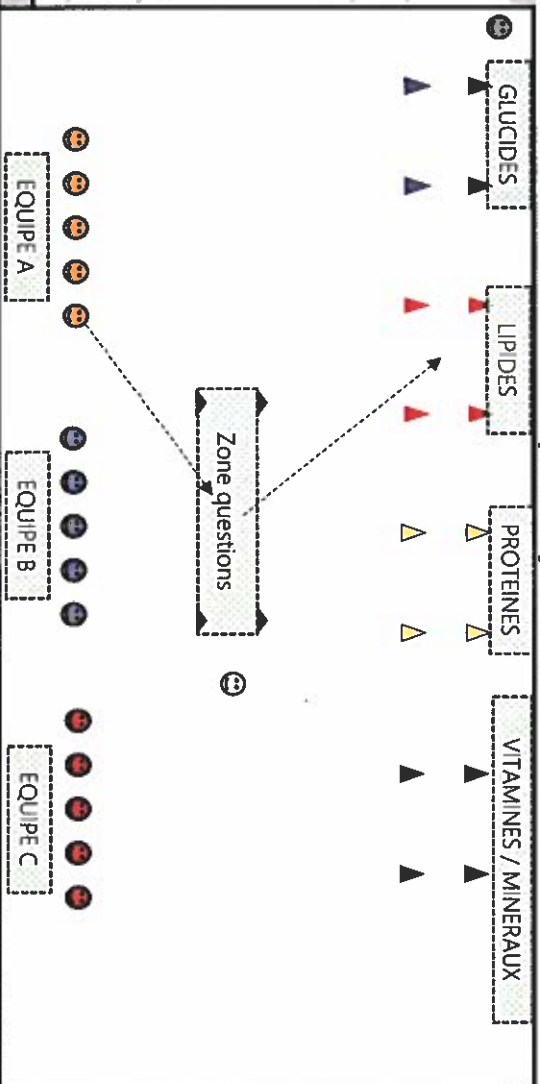 GLUCIDES
LIPIDES
PROTEINES
VITAMINES / MINERAUX
Zone questions
EQUIPE A
EQUIPE B
EQUIPE C